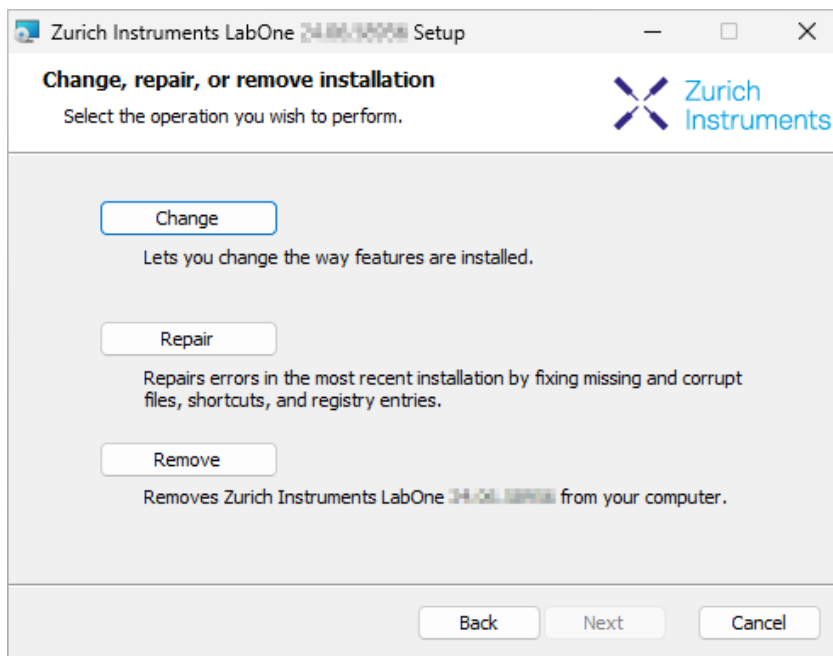 Zurich Instruments LabOne Setup
Change, repair, or remove installation
Select the operation you wish to perform.
Zurich
Instruments
Change
Lets you change the way features are installed.
Repair
Repairs errors in the most recent installation by fixing missing and corrupt
files, shortcuts, and registry entries.
Remove
Removes Zurich Instruments LabOne from your computer.
Back
Next
Cancel